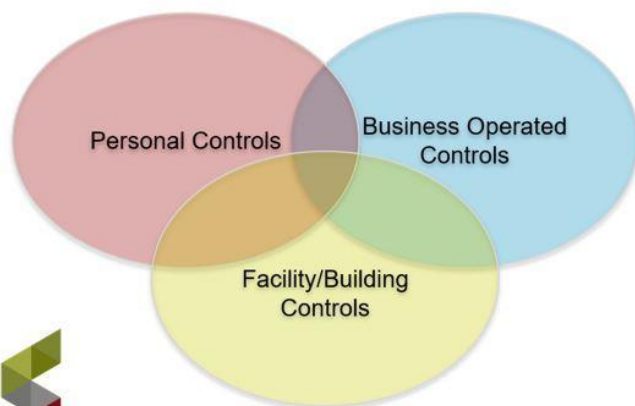 Personal Controls
Business Operated
Controls
Facility/Building
Controls